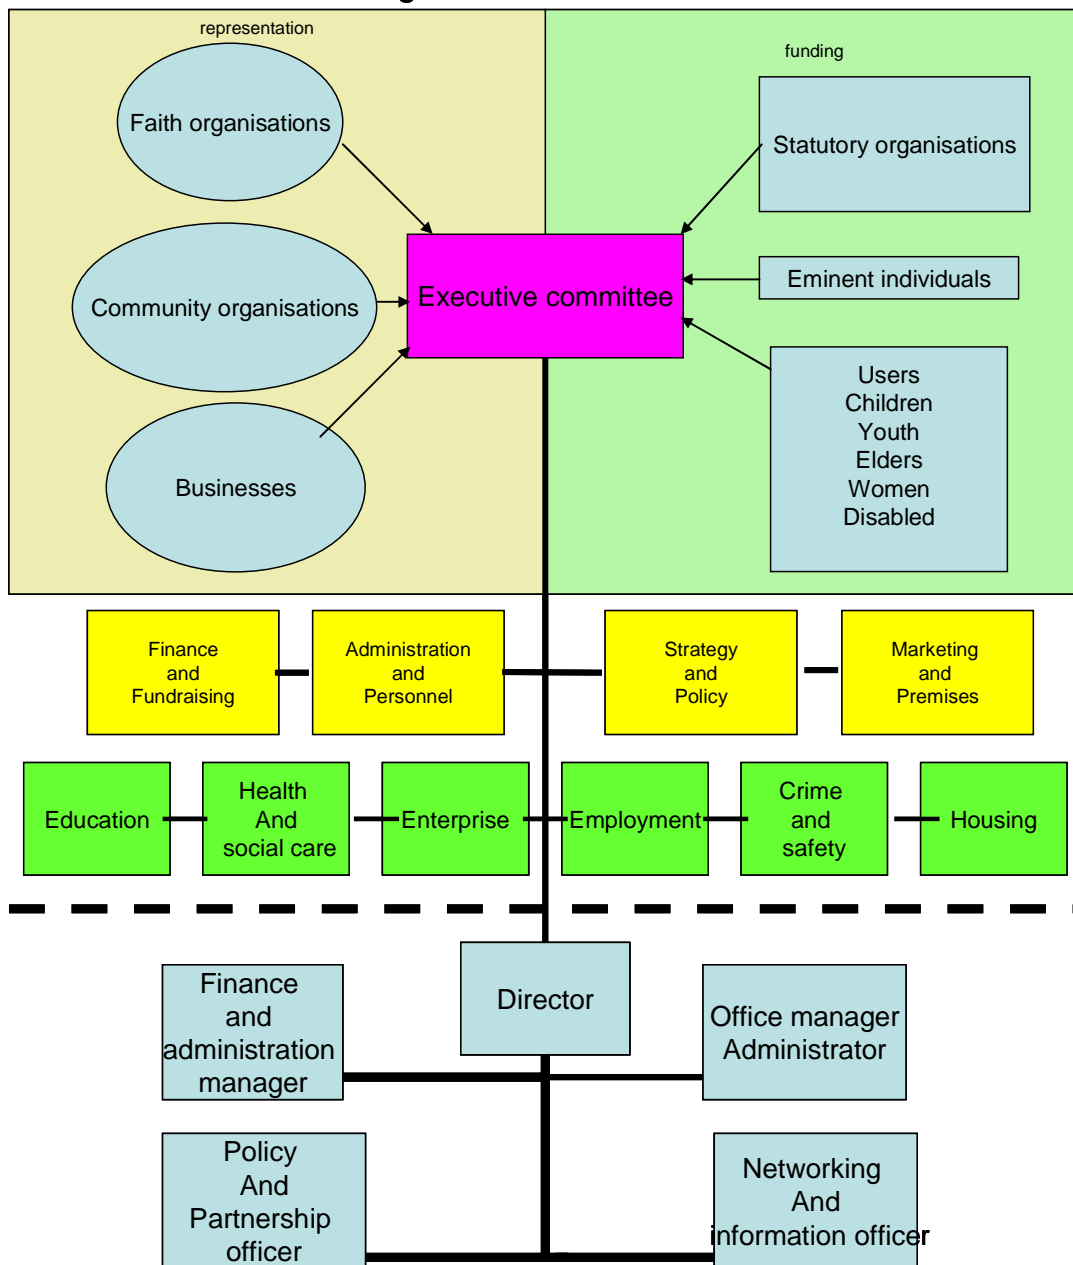 representation
funding
Faith organisations
Statutory organisations
Executive committee
Eminent individuals
Community organisations
Users
Children
Youth
Elders
Women
Disabled
Businesses
Finance
and
Fundraising
Administration
and
Personnel
Strategy
and
Policy
Marketing
and
Premises
Education
Health
And
social care
Enterprise
Employment
Crime
and
safety
Housing
Director
Finance
and
administration
manager
Office manager
Administrator
Policy
And
Partnership
officer
Networking
And
information officer